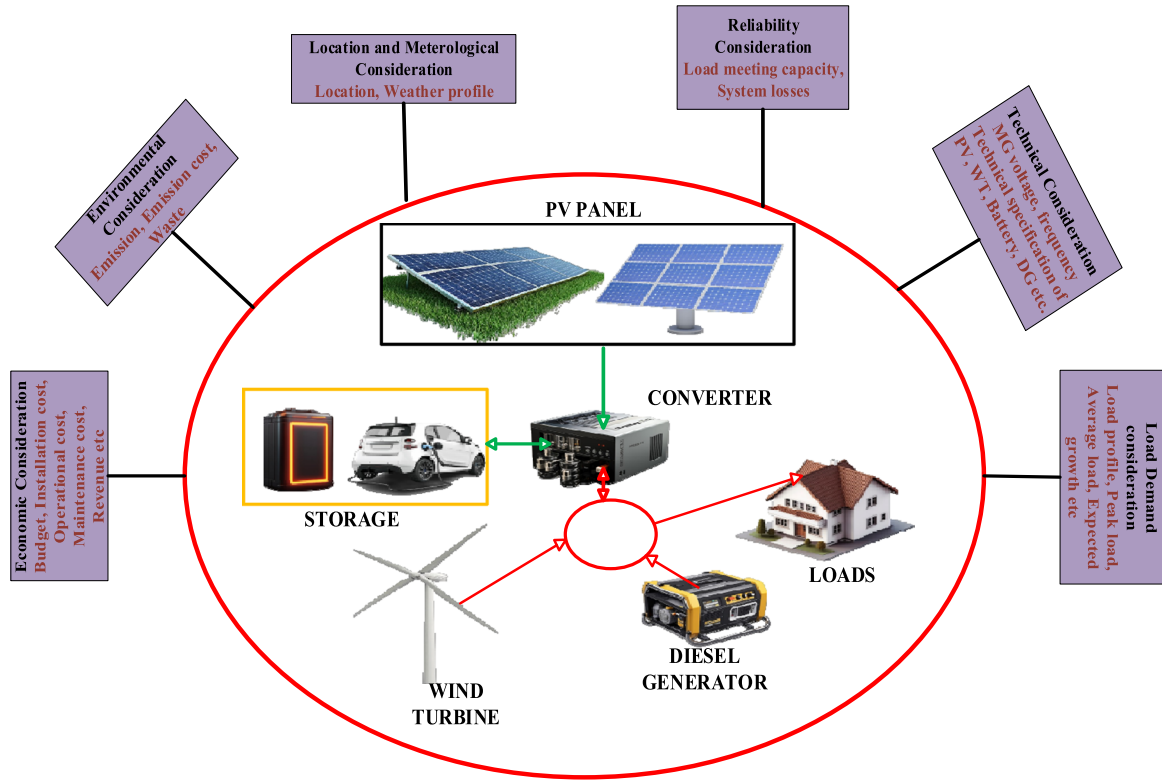 Location and Meterological
Consideration
Location, Weather profile
Reliability
Consideration
Load meeting capacity,
System losses
Environmental
Consideration
Emission, Emission cost,
Waste
Technical Consideration
MG voltage, frequency
Technical specification of
PV, WT, Battery, DG etc.
Economic Consideration
Budget, Installation cost,
Operational cost,
Maintenance cost,
Revenue etc
Load Demand
consideration
Load profile, Peak load,
Average load, Expected
growth etc
PV PANEL
CONVERTER
STORAGE
LOADS
WIND
TURBINE
DIESEL
GENERATOR